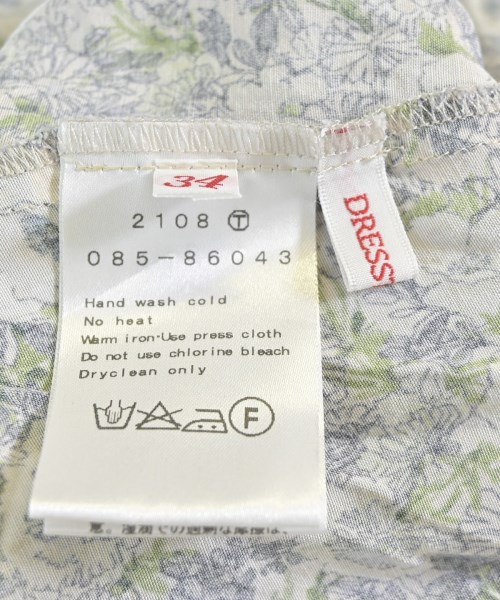 34
2108 Ⓣ
085-86043
DRESS
Hand wash cold
No heat
Warm iron·Use press cloth
Do not use chlorine bleach
Dryclean only
F